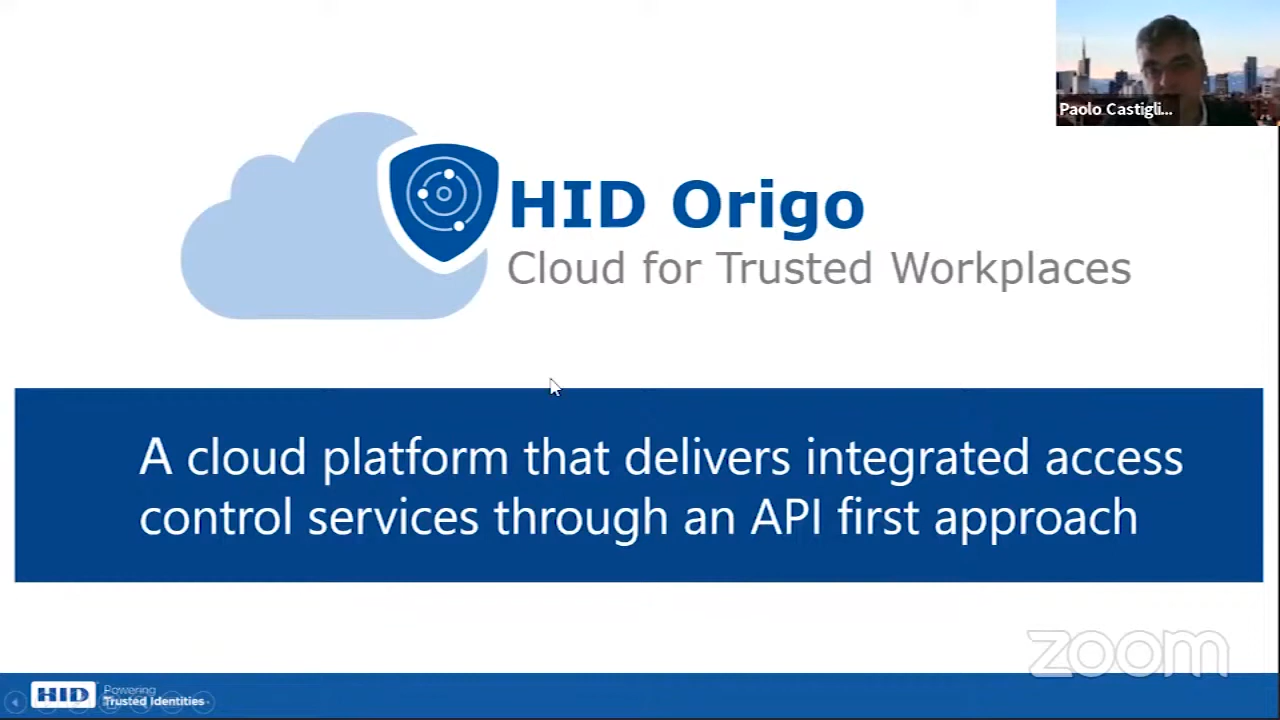 Paolo Castigli...
HID Origo
Cloud for Trusted Workplaces
A cloud platform that delivers integrated access
control services through an API first approach
zoom
HID
Powering
Trusted Identities